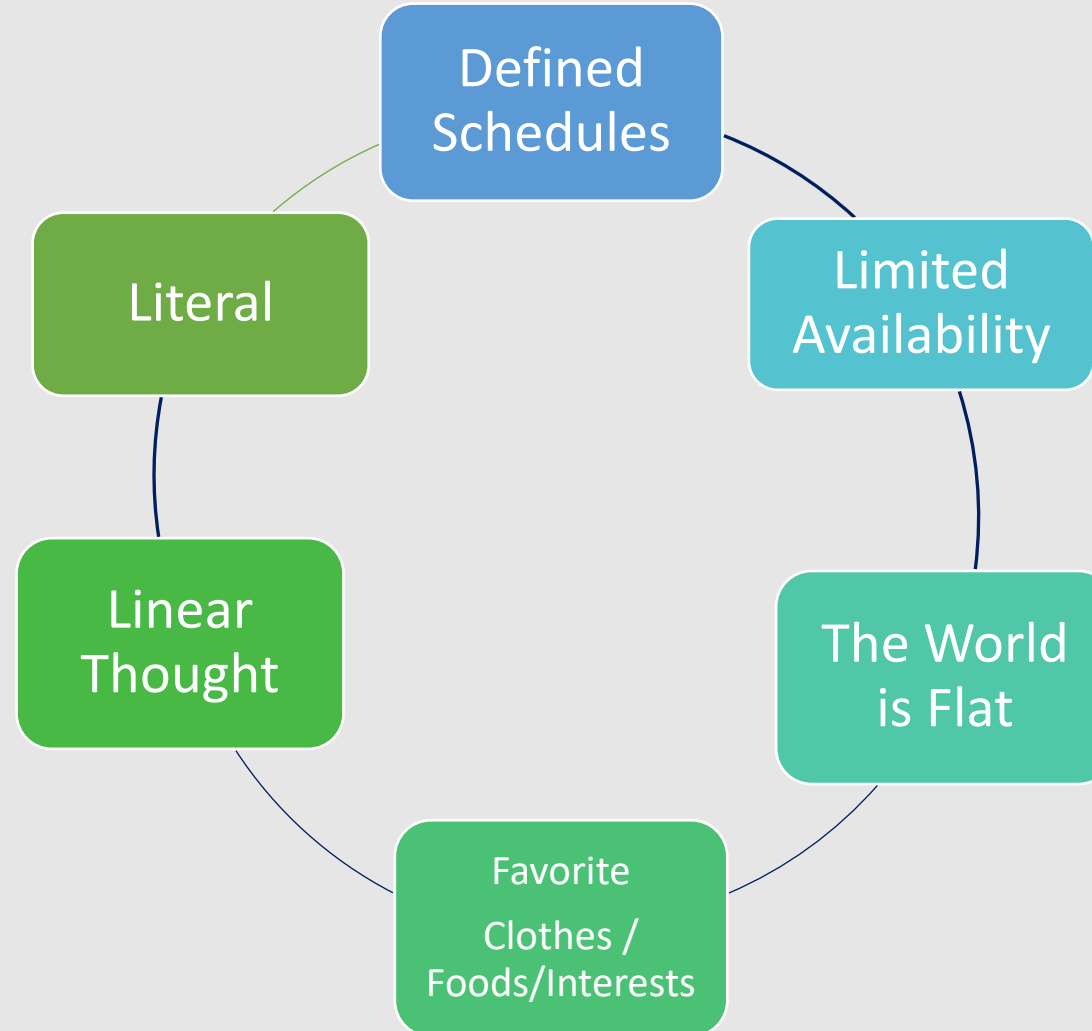 Defined
Schedules
Limited
Availability
The World
is Flat
Favorite
Clothes /
Foods/Interests
Linear
Thought
Literal